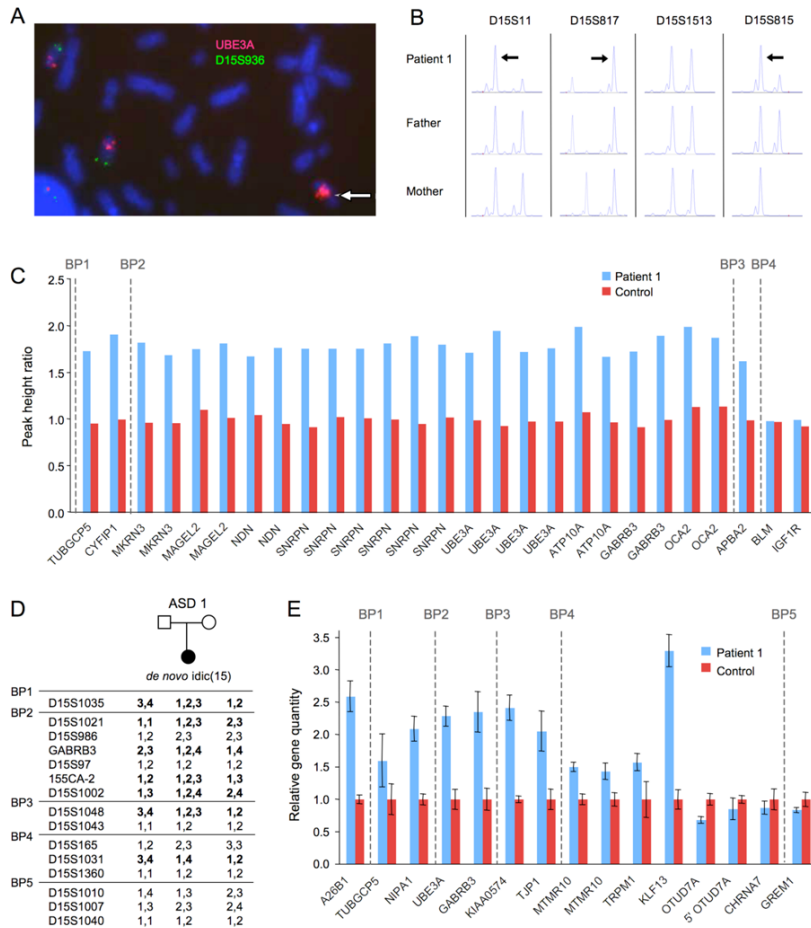 A
UBE3A
D15S936
B
D15S11 D15S817 D15S1513 D15S815
Patient 1
Father
Mother
C
BP1 BP2 BP3 BP4
Patient 1
Control
Peak height ratio
2.5
2.0
1.5
1.0
0.5
0.0
TUBGCP5 CYFIP1 MKRN3 MKRN3 MAGEL2 MAGEL2 NDN NDN SNRPN SNRPN SNRPN SNRPN SNRPN SNRPN UBE3A UBE3A UBE3A UBE3A ATP10A ATP10A GABRB3 GABRB3 OCA2 OCA2 APBA2 BLM IGF1R
D
ASD 1
de novo idic(15)
BP1
D15S1035 3,4 1,2,3 1,2
BP2
D15S1021 1,1 1,2,3 2,3
D15S986 1,2 2,3 2,3
GABRB3 2,3 1,2,4 1,4
D15S97 1,2 1,2 1,2
155CA-2 1,2 1,2,3 1,3
D15S1002 1,3 1,2,4 2,4
BP3
D15S1048 3,4 1,2,3 1,2
D15S1043 1,1 1,2 1,2
BP4
D15S165 1,2 2,3 3,3
D15S1031 3,4 1,4 1,2
D15S1360 1,1 1,2 1,2
BP5
D15S1010 1,4 1,3 2,3
D15S1007 1,3 2,3 2,4
D15S1040 1,1 1,2 1,2
E
BP1 BP2 BP3 BP4 BP5
Patient 1
Control
Relative gene quantity
3.5
3.0
2.5
2.0
1.5
1.0
0.5
0.0
A26B1 TUBGCP5 NIPA1 UBE3A GABRB3 KIAA0574 TJP1 MTMR10 MTMR10 TRPM1 KLF13 OTUD7A 5' OTUD7A CHRNA7 GREM1